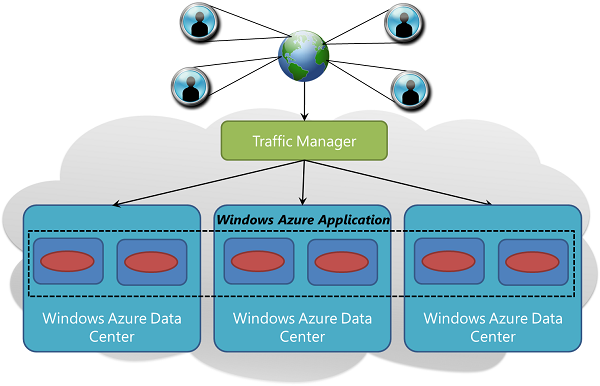 Traffic Manager
Windows Azure Application
Windows Azure Data
Center
Windows Azure Data
Center
Windows Azure Data
Center